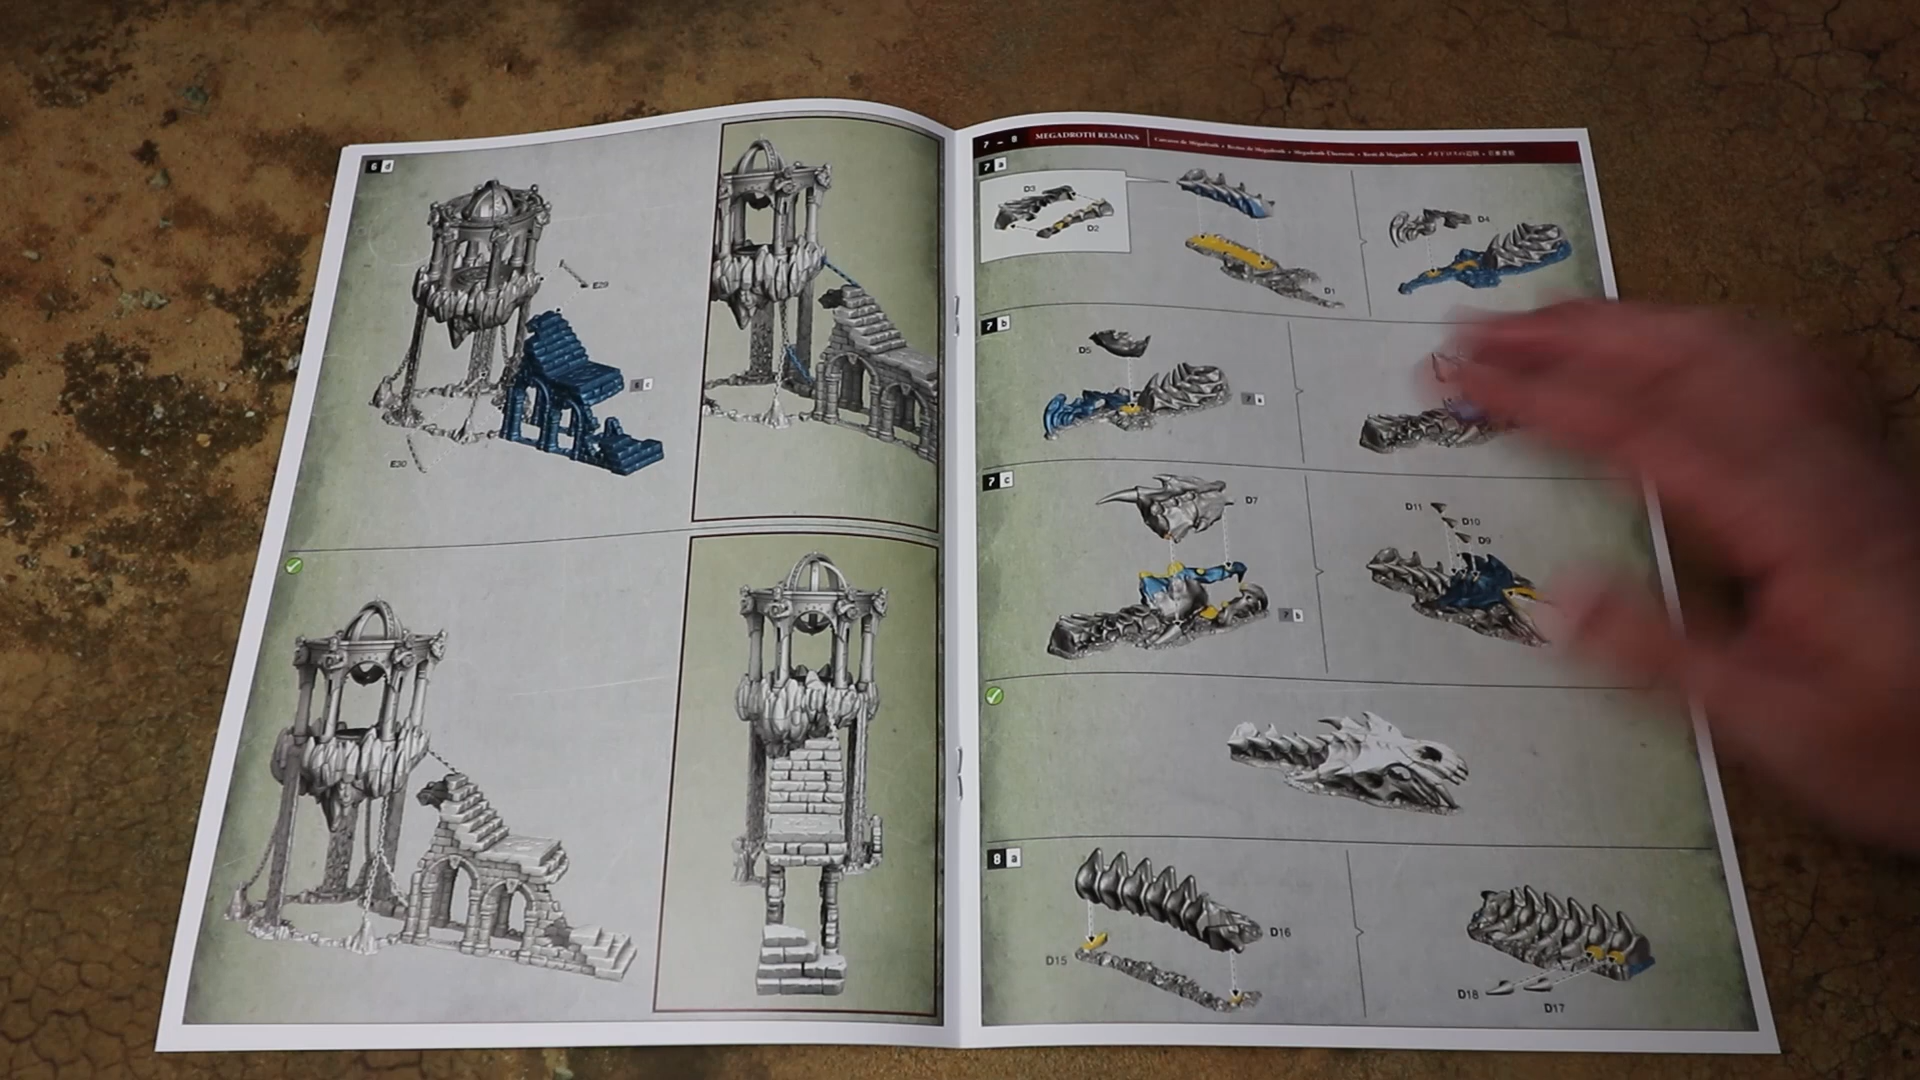 6 d
E29
6 c
E30
7 - 8 MEGADROTH REMAINS
7 a
D3
D2
D1
D4
7 b
D5
7 a
7 c
D7
7 b
D11
D10
D9
8 a
D16
D15
D18
D17